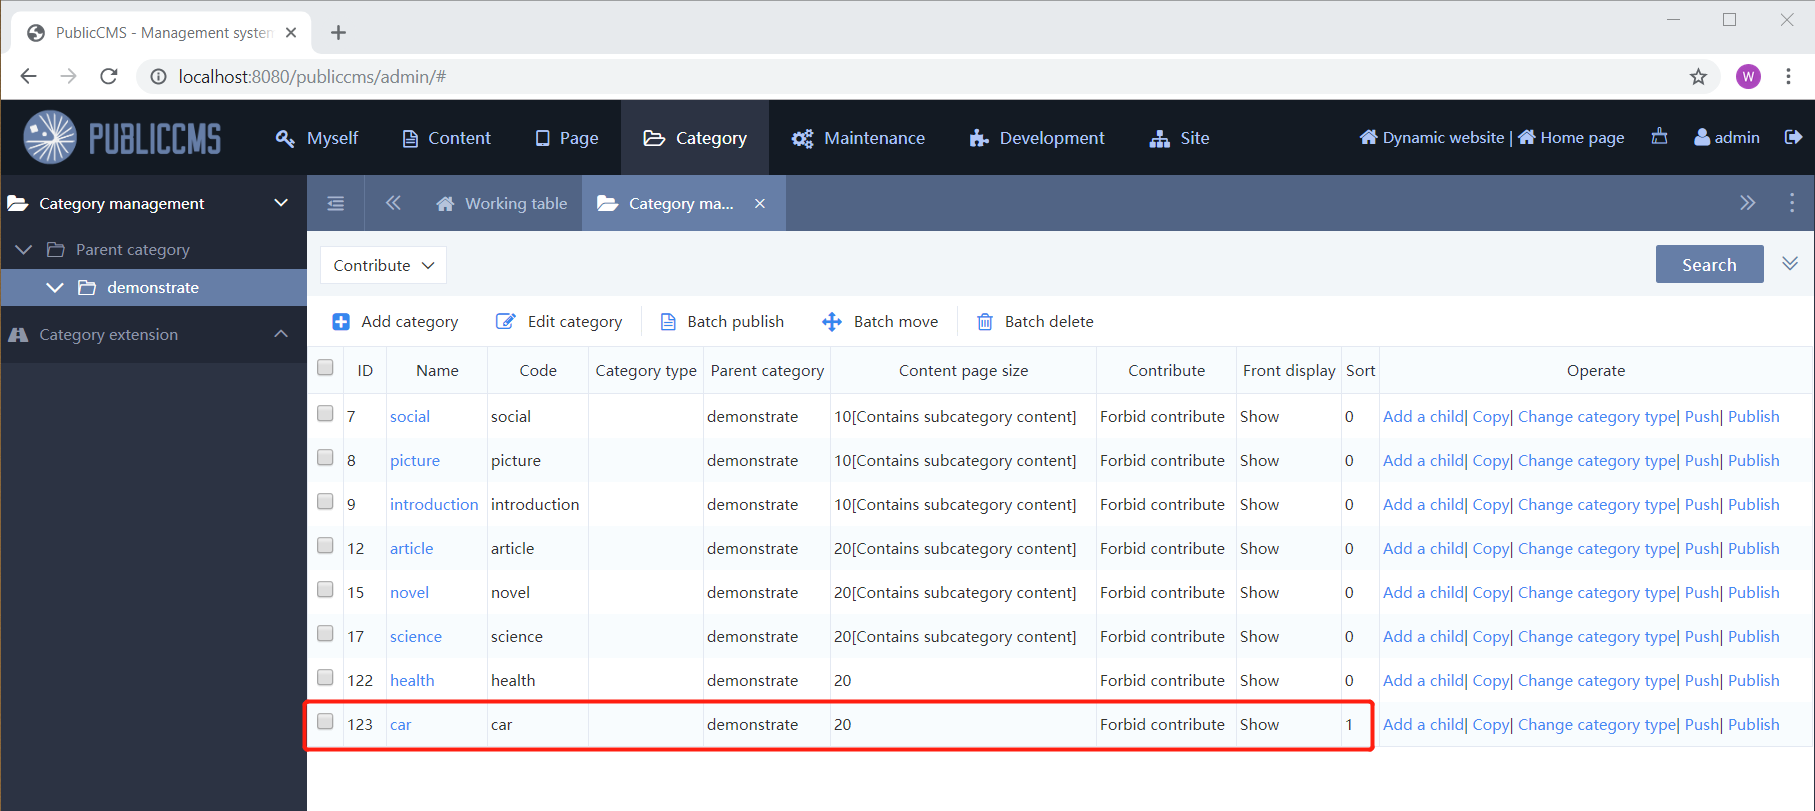 PublicCMS - Management system
localhost:8080/publiccms/admin/#
W
PUBLICCMS Myself Content Page Category Maintenance Development Site Dynamic website | Home page admin
Category management
Working table Category ma...
Parent category
demonstrate
Category extension
Contribute Search
Add category Edit category Batch publish Batch move Batch delete
ID Name Code Category type Parent category Content page size Contribute Front display Sort Operate
7 social social demonstrate 10[Contains subcategory content] Forbid contribute Show 0 Add a child| Copy| Change category type| Push| Publish
8 picture picture demonstrate 10[Contains subcategory content] Forbid contribute Show 0 Add a child| Copy| Change category type| Push| Publish
9 introduction introduction demonstrate 10[Contains subcategory content] Forbid contribute Show 0 Add a child| Copy| Change category type| Push| Publish
12 article article demonstrate 20[Contains subcategory content] Forbid contribute Show 0 Add a child| Copy| Change category type| Push| Publish
15 novel novel demonstrate 20[Contains subcategory content] Forbid contribute Show 0 Add a child| Copy| Change category type| Push| Publish
17 science science demonstrate 20[Contains subcategory content] Forbid contribute Show 0 Add a child| Copy| Change category type| Push| Publish
122 health health demonstrate 20 Forbid contribute Show 0 Add a child| Copy| Change category type| Push| Publish
123 car car demonstrate 20 Forbid contribute Show 1 Add a child| Copy| Change category type| Push| Publish